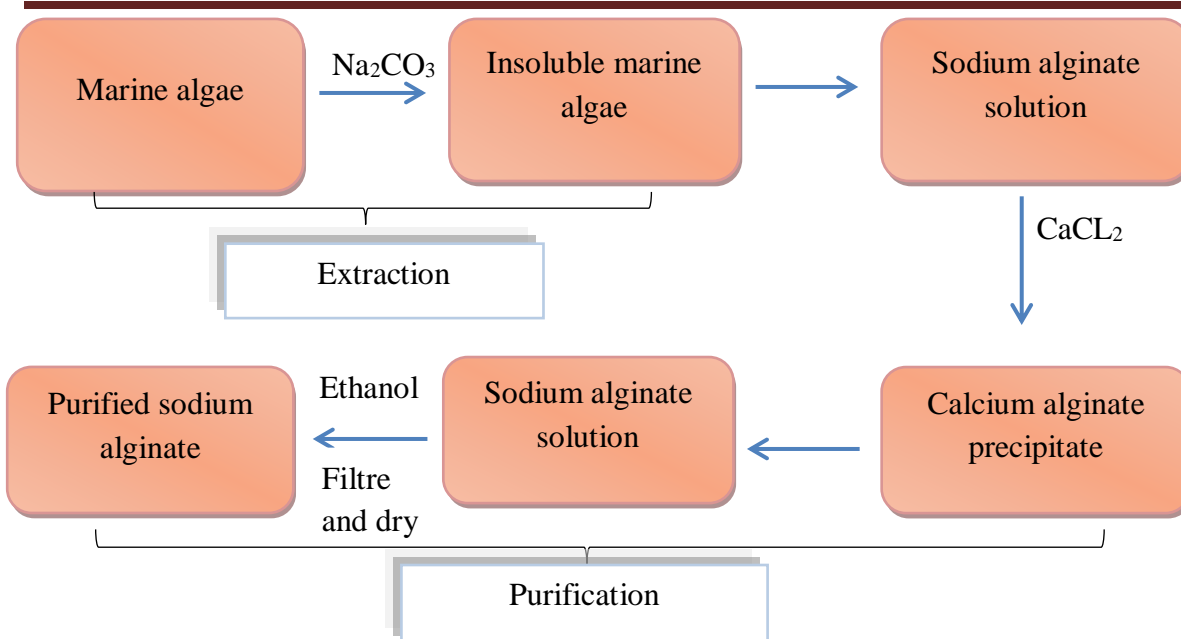 Marine algae
Na₂CO₃
Insoluble marine
algae
Sodium alginate
solution
Extraction
CaCL₂
Purified sodium
alginate
Ethanol
Filtre
and dry
Sodium alginate
solution
Calcium alginate
precipitate
Purification